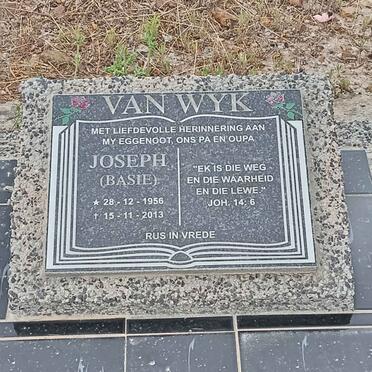 VAN WYK
MET LIEFDEVOLLE HERINNERING AAN
MY EGGENOOT, ONS PA EN OUPA
JOSEPH
(BASIE)
★ 28 - 12 - 1956
✝ 15 - 11 - 2013
"EK IS DIE WEG
EN DIE WAARHEID
EN DIE LEWE."
JOH. 14: 6
RUS IN VREDE